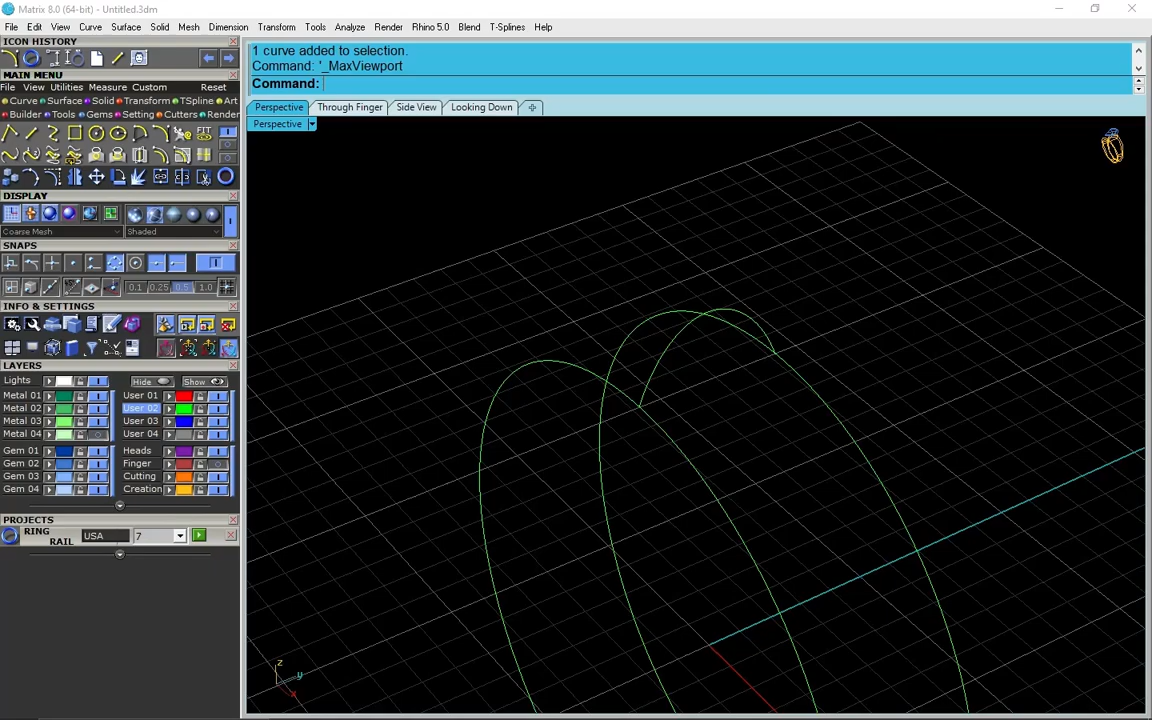 Matrix 8.0 (64-bit) - Untitled.3dm
File Edit View Curve Surface Solid Mesh Dimension Transform Tools Analyze Render Rhino 5.0 Blend T-Splines Help
ICON HISTORY
MAIN MENU
File View Utilities Measure Custom Reset
Curve Surface Solid Transform TSpline Art
Builder Tools Gems Setting Cutters Render
FIT
DISPLAY
Coarse Mesh Shaded
SNAPS
0.1 0.25 0.5 1.0
INFO & SETTINGS
LAYERS
Lights Hide Show
Metal 01 User 01
Metal 02 User 02
Metal 03 User 03
Metal 04 User 04
Gem 01 Heads
Gem 02 Finger
Gem 03 Cutting
Gem 04 Creation
PROJECTS
RING RAIL USA 7
1 curve added to selection.
Command: '_MaxViewport
Command:
Perspective Through Finger Side View Looking Down
Perspective
z
y
x